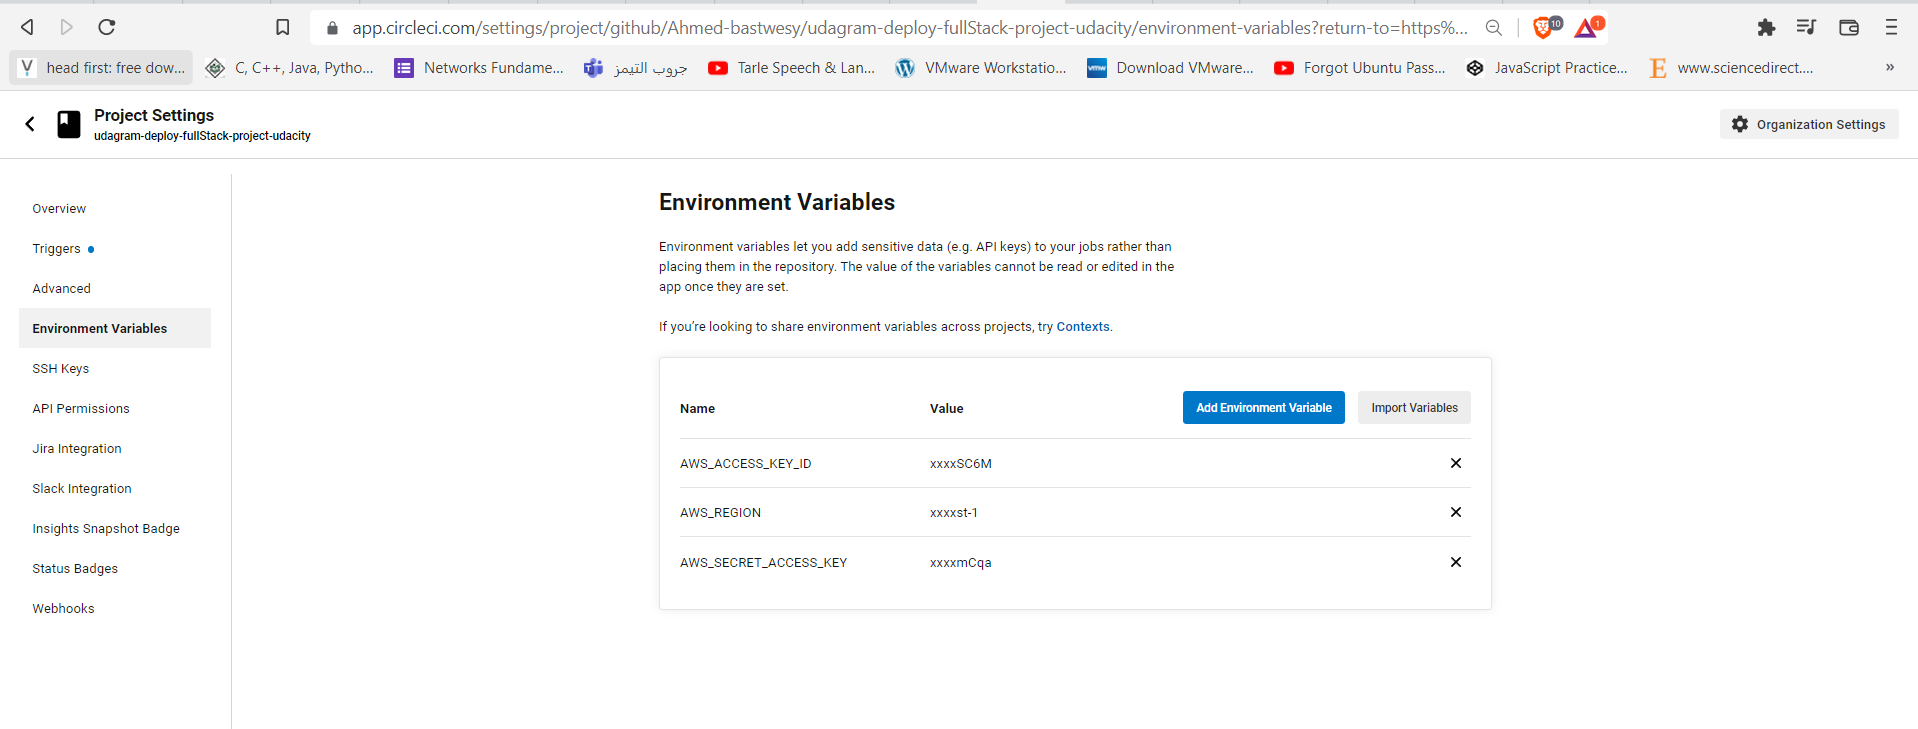 app.circleci.com/settings/project/github/Ahmed-bastwesy/udagram-deploy-fullStack-project-udacity/environment-variables?return-to=https%...
10
1
head first: free dow...
C, C++, Java, Pytho...
Networks Fundame...
جروب التيمز
Tarle Speech & Lan...
VMware Workstatio...
Download VMware...
Forgot Ubuntu Pass...
JavaScript Practice...
www.sciencedirect....
»
Project Settings
udagram-deploy-fullStack-project-udacity
Organization Settings
Overview
Triggers
Advanced
Environment Variables
SSH Keys
API Permissions
Jira Integration
Slack Integration
Insights Snapshot Badge
Status Badges
Webhooks
Environment Variables
Environment variables let you add sensitive data (e.g. API keys) to your jobs rather than
placing them in the repository. The value of the variables cannot be read or edited in the
app once they are set.
If you're looking to share environment variables across projects, try Contexts.
Name Value Add Environment Variable Import Variables
AWS_ACCESS_KEY_ID xxxxSC6M
AWS_REGION xxxxst-1
AWS_SECRET_ACCESS_KEY xxxxmCqa